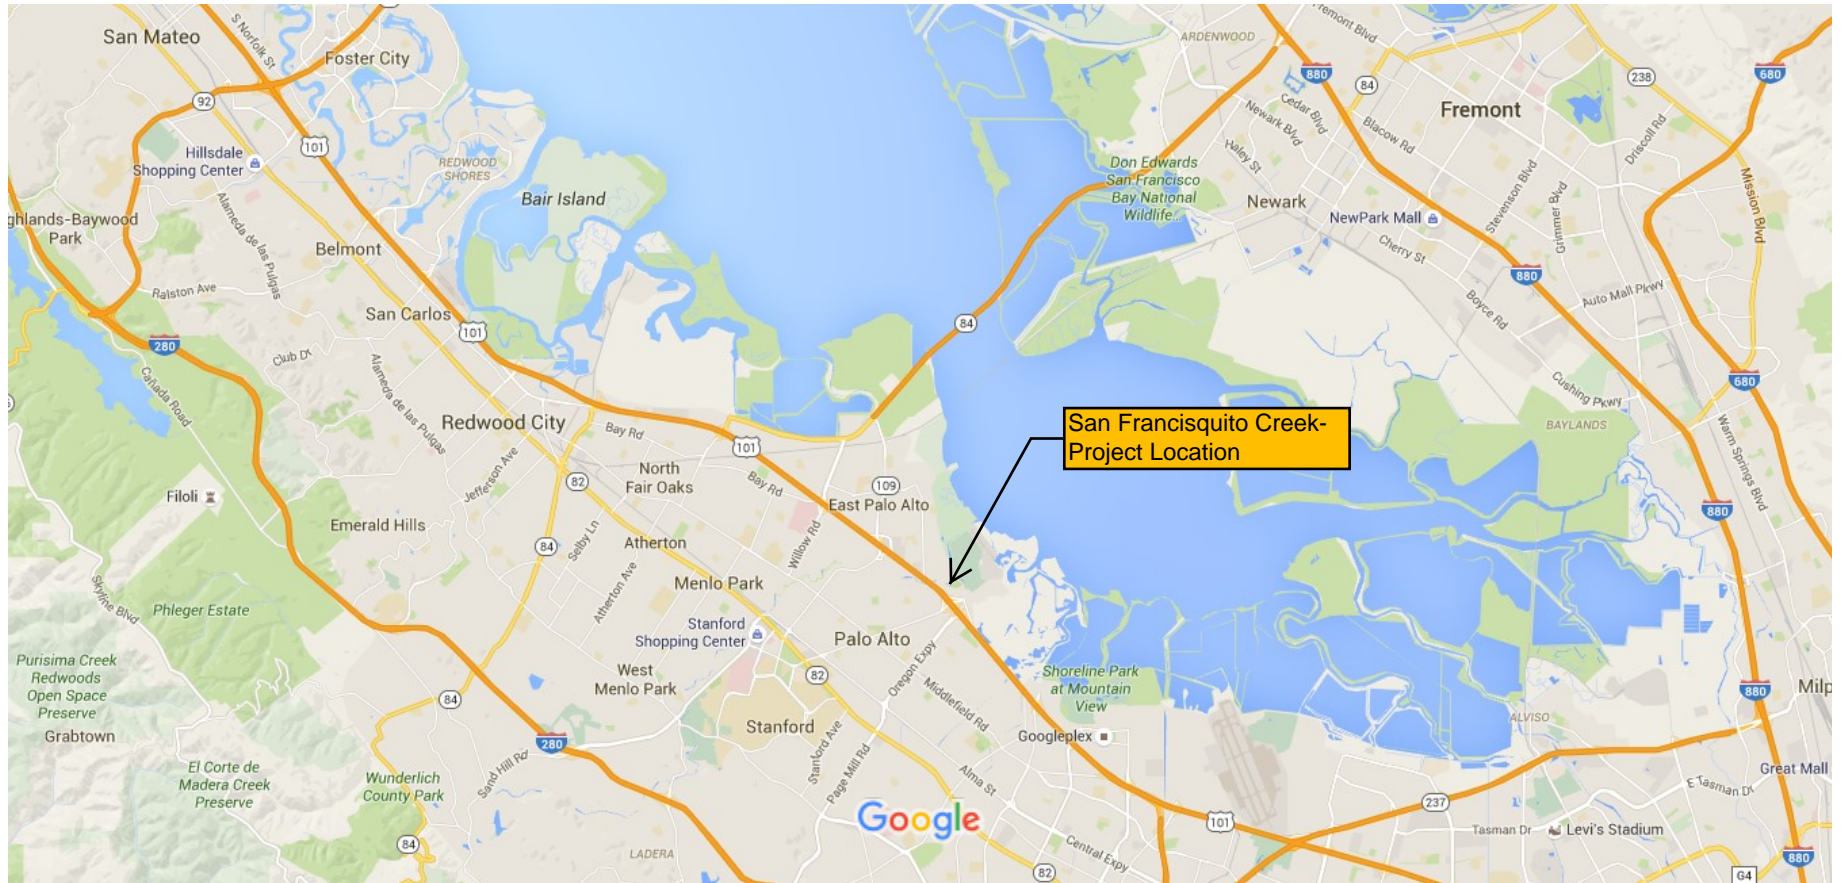 San Mateo
S Norfolk St
Foster City
92
101
Hillsdale
Shopping Center
REDWOOD
SHORES
Bair Island
ghlands-Baywood
Park
Alameda de las Pulgas
Belmont
Ralston Ave
San Carlos
101
280
Club Dr
Cañada Road
Alameda de las Pulgas
Redwood City
Bay Rd
101
Jefferson Ave
North
Fair Oaks
Bay Rd
82
Filoli
Emerald Hills
84
Selby Ln
Atherton
Atherton Ave
Willow Rd
109
East Palo Alto
Menlo Park
Skyline Blvd
Phleger Estate
Stanford
Shopping Center
Palo Alto
West
Menlo Park
82
Oregon Expy
Middlefield Rd
Purisima Creek
Redwoods
Open Space
Preserve
Grabtown
84
280
Stanford
Stanford Ave
Page Mill Rd
Sand Hill Rd
El Corte de
Madera Creek
Preserve
Wunderlich
County Park
84
LADERA
Google
Alma St
Central Expy
82
Googleplex
Shoreline Park
at Mountain
View
101
237
Tasman Dr
Levi's Stadium
E Tasman Dr
Great Mall
880
G4
ALVISO
880
Milp
San Francisquito Creek-
Project Location
84
ARDENWOOD
Fremont Blvd
880
84
238
680
Fremont
Cedar Blvd
Newark Blvd
Haley St
Blacow Rd
Driscoll Rd
Don Edwards
San Francisco
Bay National
Wildlife...
Newark
NewPark Mall
Stevenson Blvd
Grimmer Blvd
Mission Blvd
Cherry St
880
Boyce Rd
Auto Mall Pkwy
Cushing Pkwy
680
BAYLANDS
Warm Springs Blvd
880